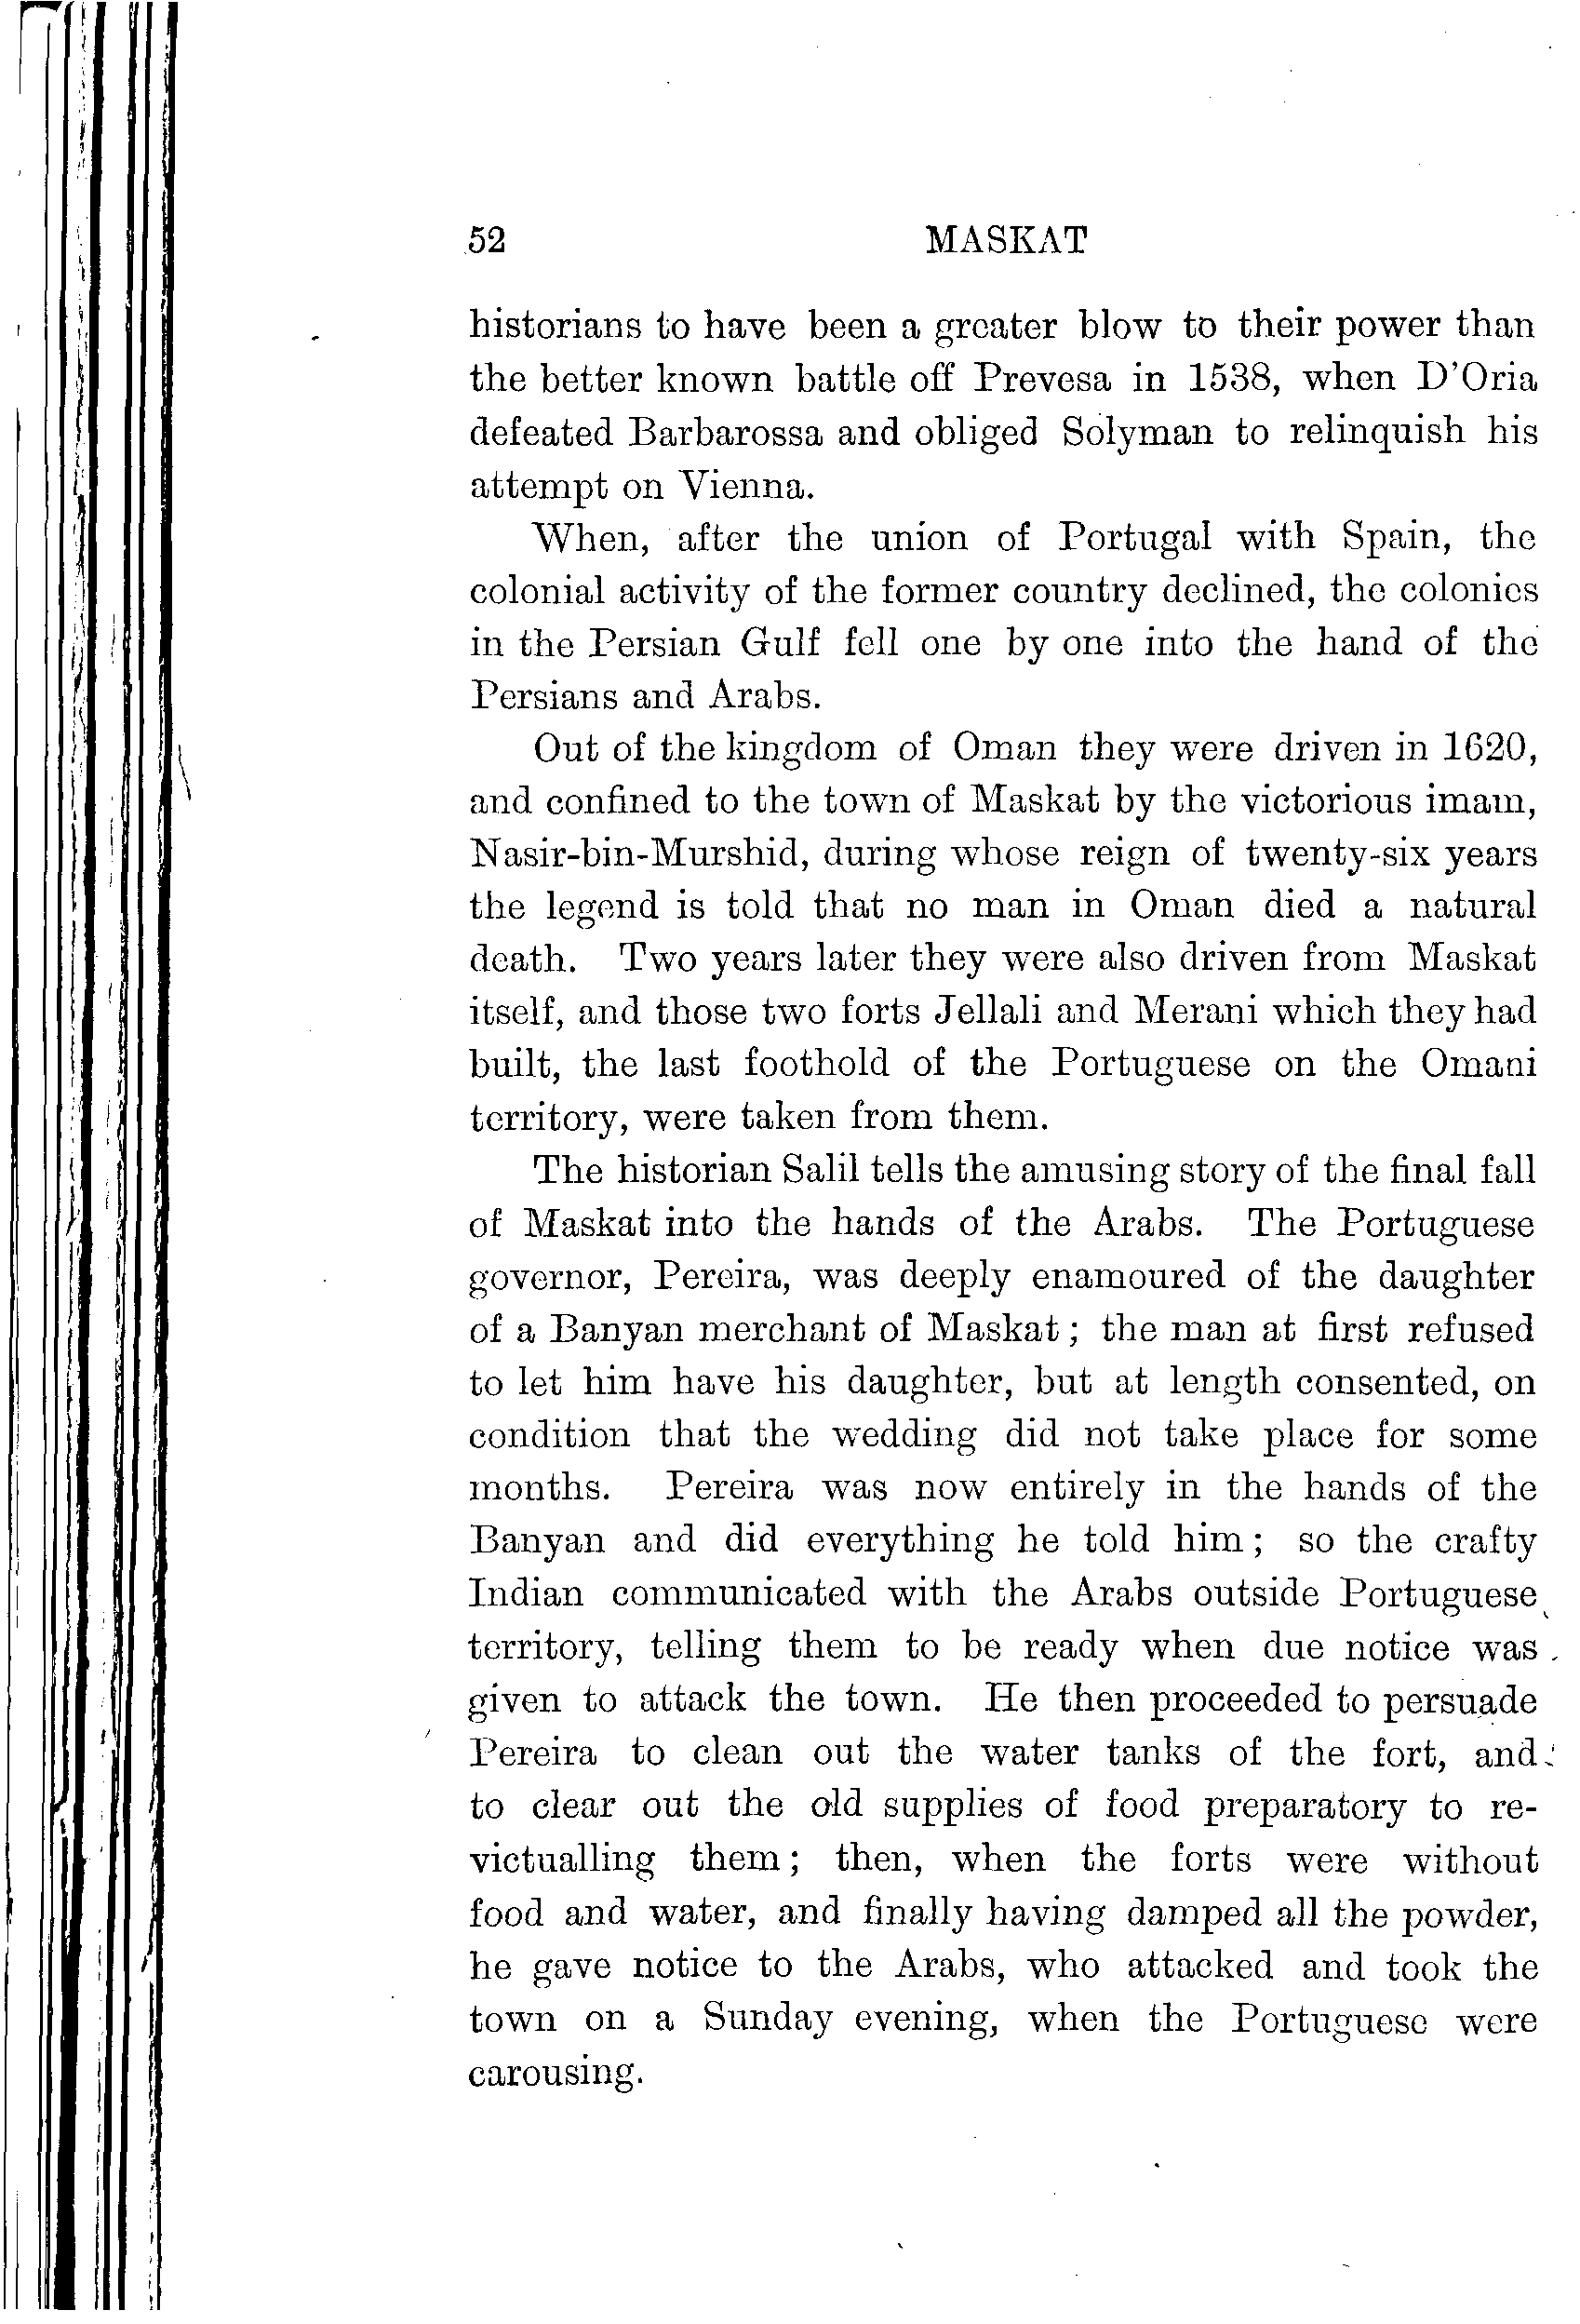 52 MASKAT
historians to have been a greater blow to their power than
the better known battle off Prevesa in 1538, when D'Oria
defeated Barbarossa and obliged Solyman to relinquish his
attempt on Vienna.
When, after the union of Portugal with Spain, the
colonial activity of the former country declined, the colonies
in the Persian Gulf fell one by one into the hand of the
Persians and Arabs.
Out of the kingdom of Oman they were driven in 1620,
and confined to the town of Maskat by the victorious imam,
Nasir-bin-Murshid, during whose reign of twenty-six years
the legend is told that no man in Oman died a natural
death. Two years later they were also driven from Maskat
itself, and those two forts Jellali and Merani which they had
built, the last foothold of the Portuguese on the Omani
territory, were taken from them.
The historian Salil tells the amusing story of the final fall
of Maskat into the hands of the Arabs. The Portuguese
governor, Pereira, was deeply enamoured of the daughter
of a Banyan merchant of Maskat; the man at first refused
to let him have his daughter, but at length consented, on
condition that the wedding did not take place for some
months. Pereira was now entirely in the hands of the
Banyan and did everything he told him; so the crafty
Indian communicated with the Arabs outside Portuguese
territory, telling them to be ready when due notice was
given to attack the town. He then proceeded to persuade
Pereira to clean out the water tanks of the fort, and
to clear out the old supplies of food preparatory to re-
victualling them; then, when the forts were without
food and water, and finally having damped all the powder,
he gave notice to the Arabs, who attacked and took the
town on a Sunday evening, when the Portuguese were
carousing.